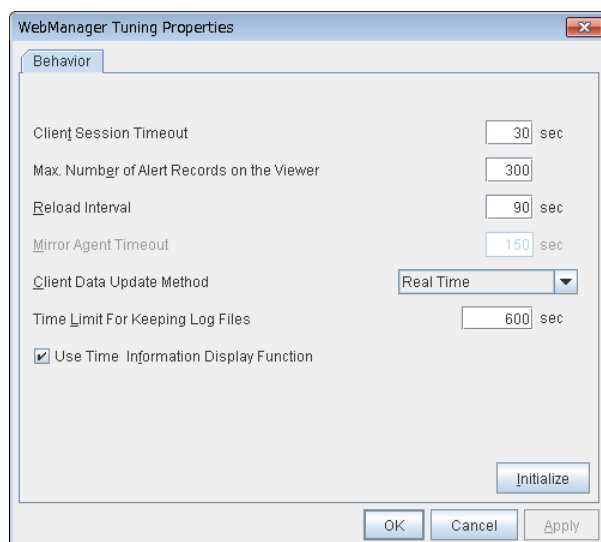 WebManager Tuning Properties
Behavior
Client Session Timeout 30 sec
Max. Number of Alert Records on the Viewer 300
Reload Interval 90 sec
Mirror Agent Timeout 150 sec
Client Data Update Method Real Time
Time Limit For Keeping Log Files 600 sec
Use Time Information Display Function
Initialize
OK Cancel Apply